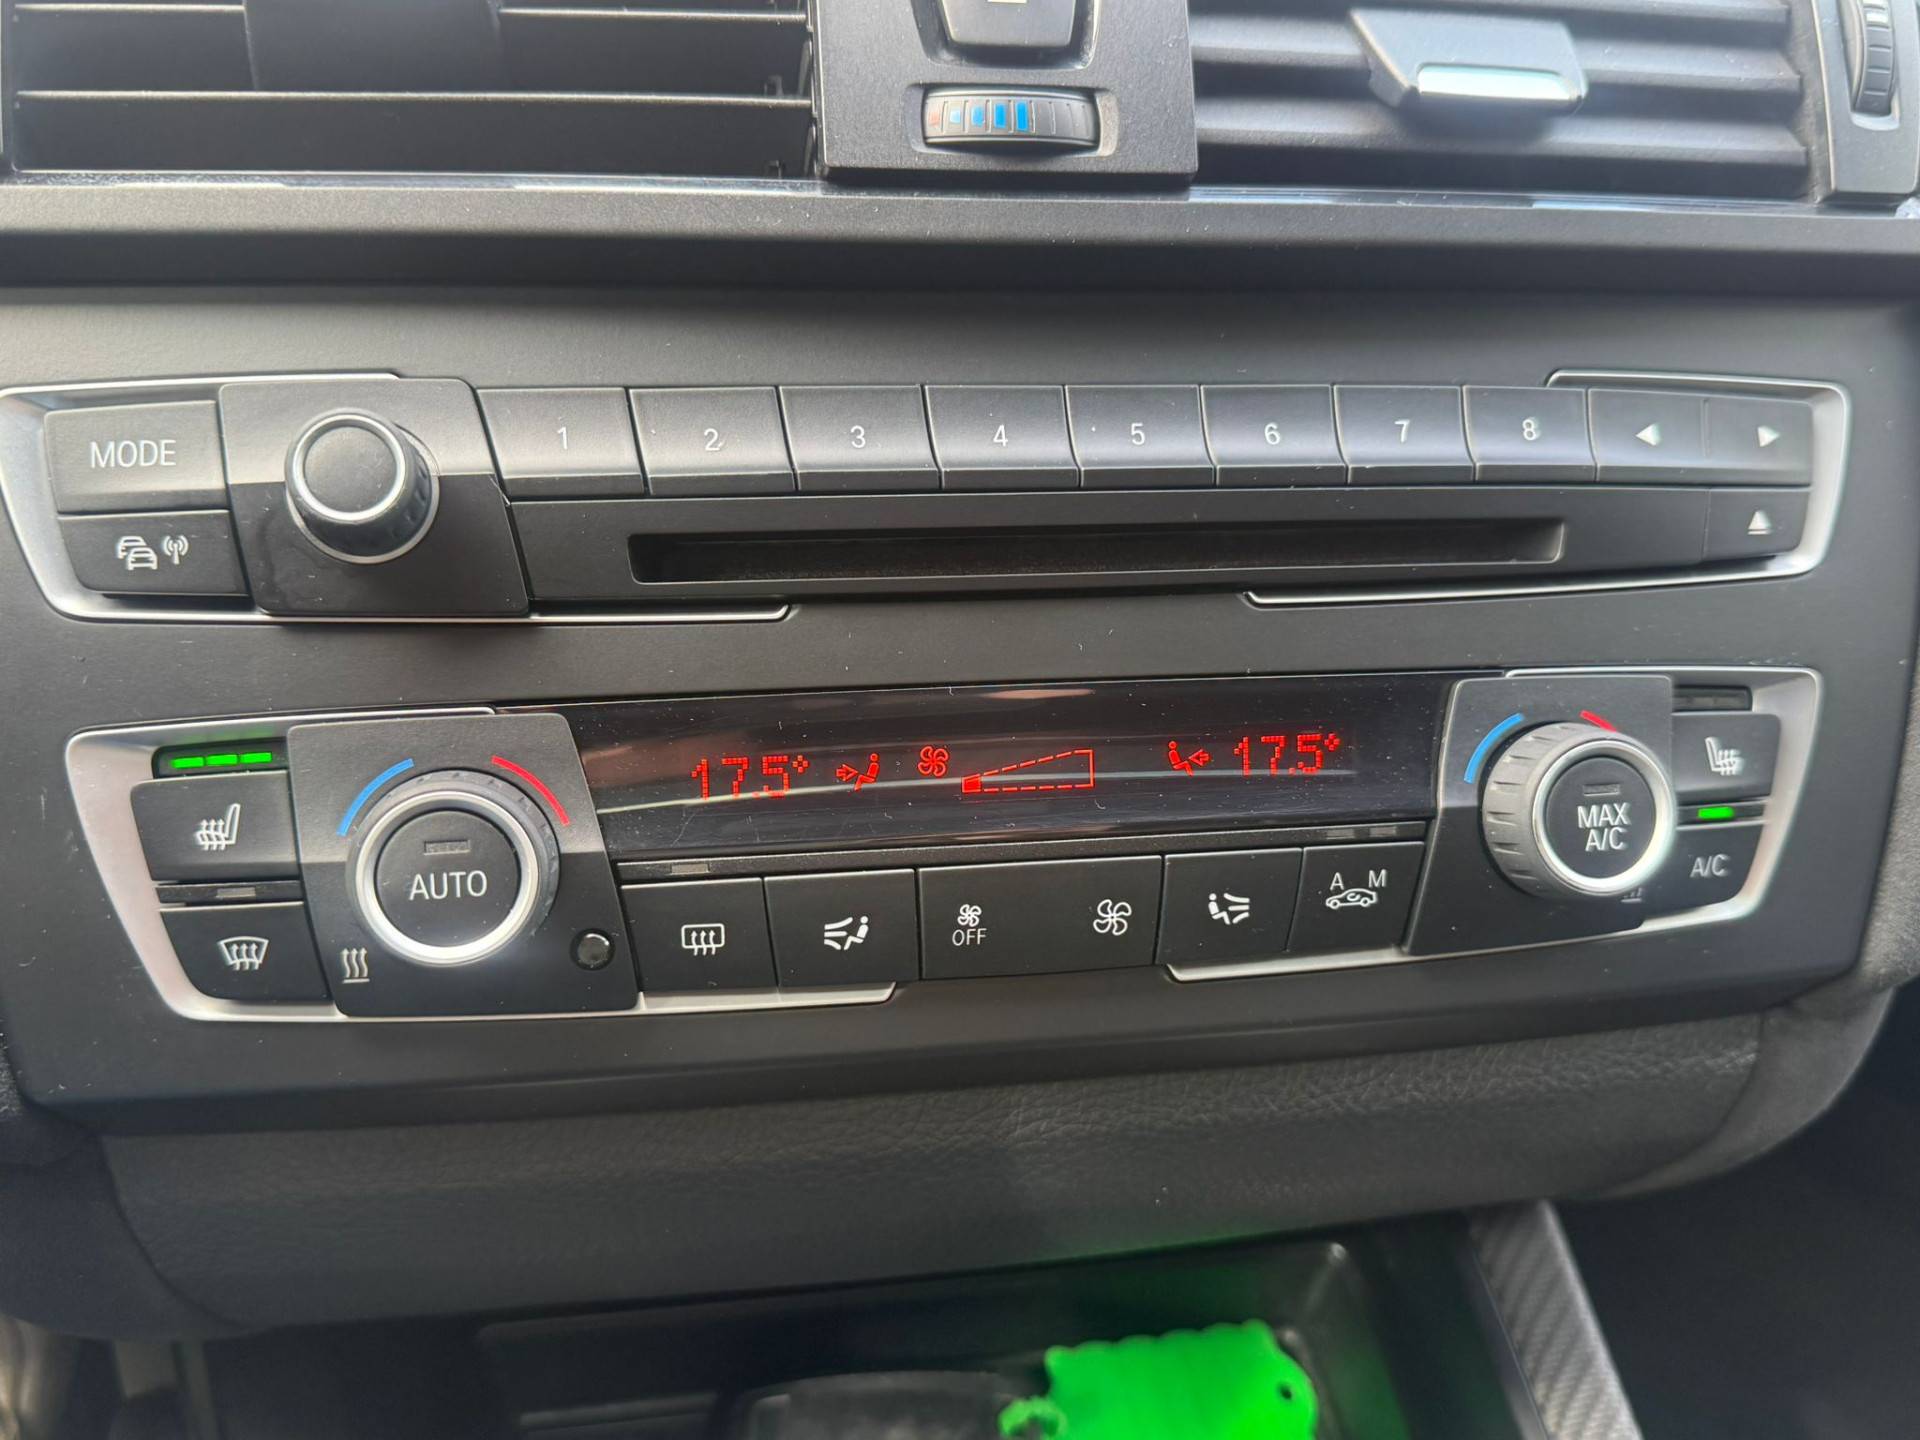 MODE
1 2 3 4 5 6 7 8
17.5° 17.5°
AUTO
MAX
A/C
A/C
OFF
A M